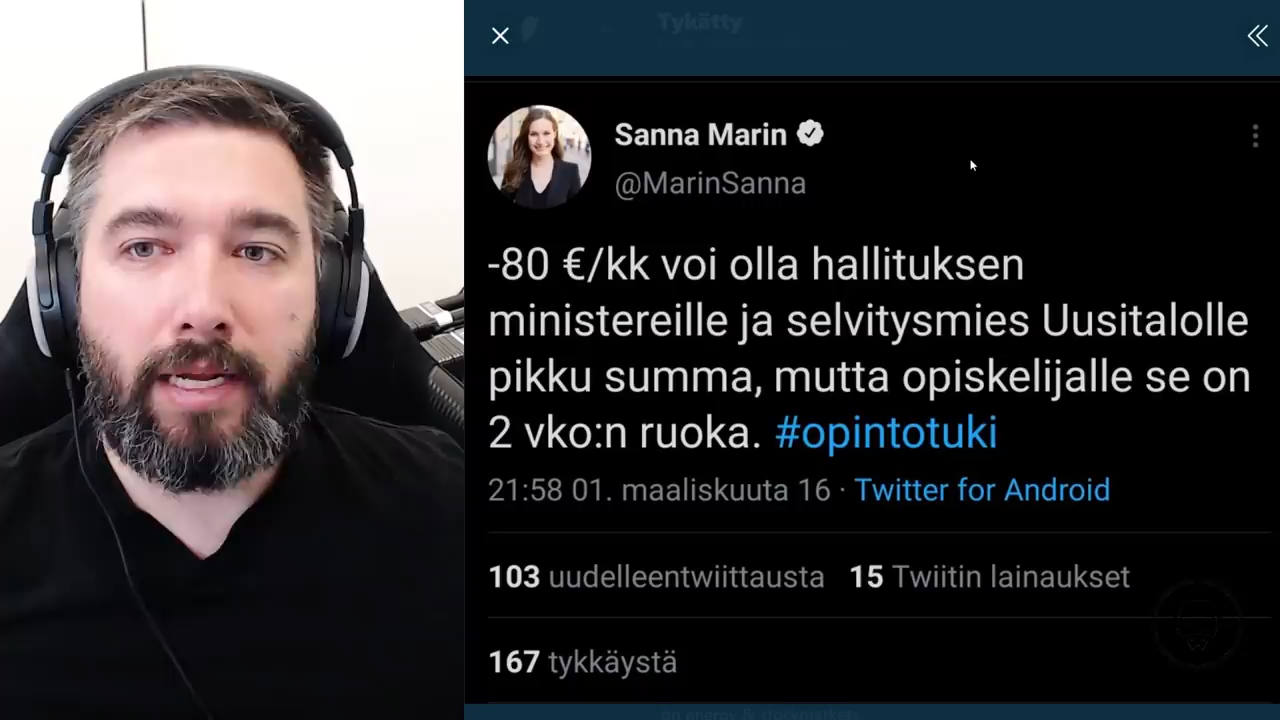 Tykätty
Sanna Marin
@MarinSanna
-80 €/kk voi olla hallituksen
ministereille ja selvitysmies Uusitalolle
pikku summa, mutta opiskelijalle se on
2 vko:n ruoka. #opintotuki
21:58 01. maaliskuuta 16 · Twitter for Android
103 uudelleentwiittausta 15 Twiitin lainaukset
167 tykkäystä